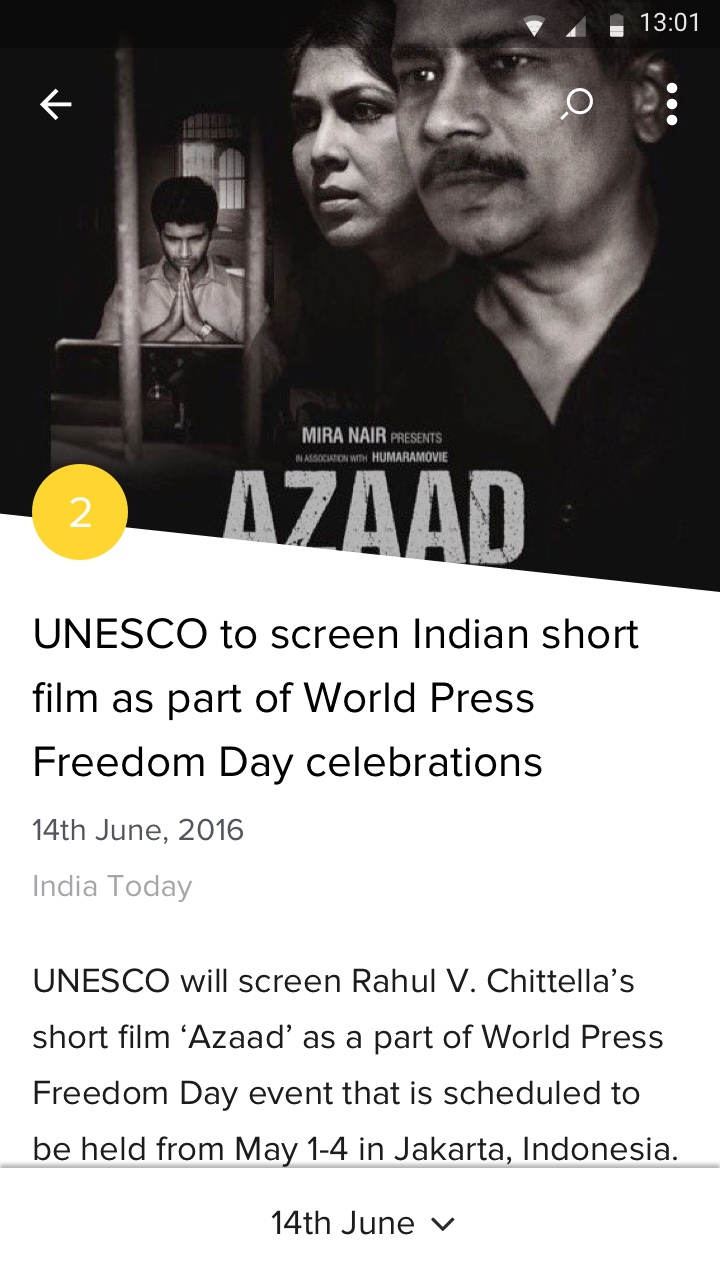 13:01
MIRA NAIR PRESENTS
IN ASSOCIATION WITH HUMARAMOVIE
AZAAD
2
UNESCO to screen Indian short
film as part of World Press
Freedom Day celebrations
14th June, 2016
India Today
UNESCO will screen Rahul V. Chittella’s
short film ‘Azaad’ as a part of World Press
Freedom Day event that is scheduled to
be held from May 1-4 in Jakarta, Indonesia.
14th June